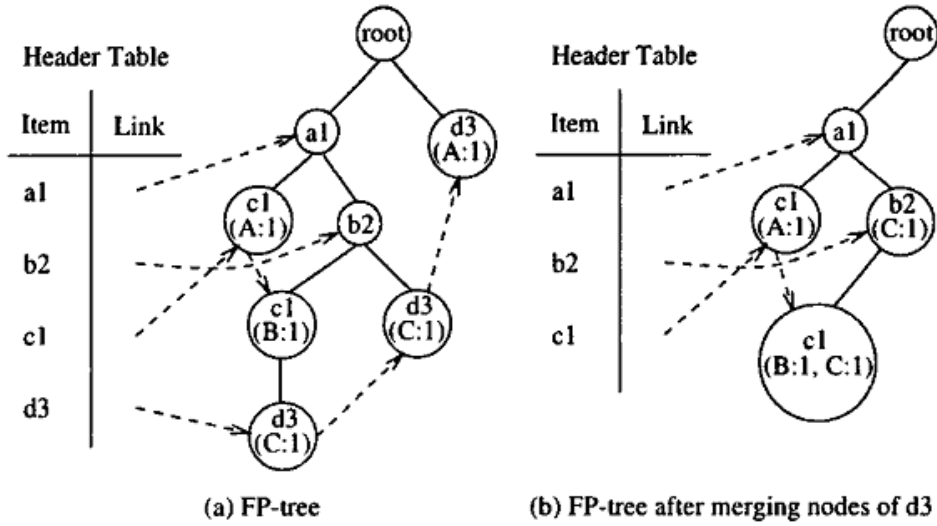 root
Header Table
Item Link
a1
d3
(A:1)
a1
c1
(A:1)
b2
b2
c1
(B:1)
d3
(C:1)
c1
d3
d3
(C:1)
(a) FP-tree
root
Header Table
Item Link
a1
a1
c1
(A:1)
b2
(C:1)
b2
c1
c1
(B:1, C:1)
(b) FP-tree after merging nodes of d3